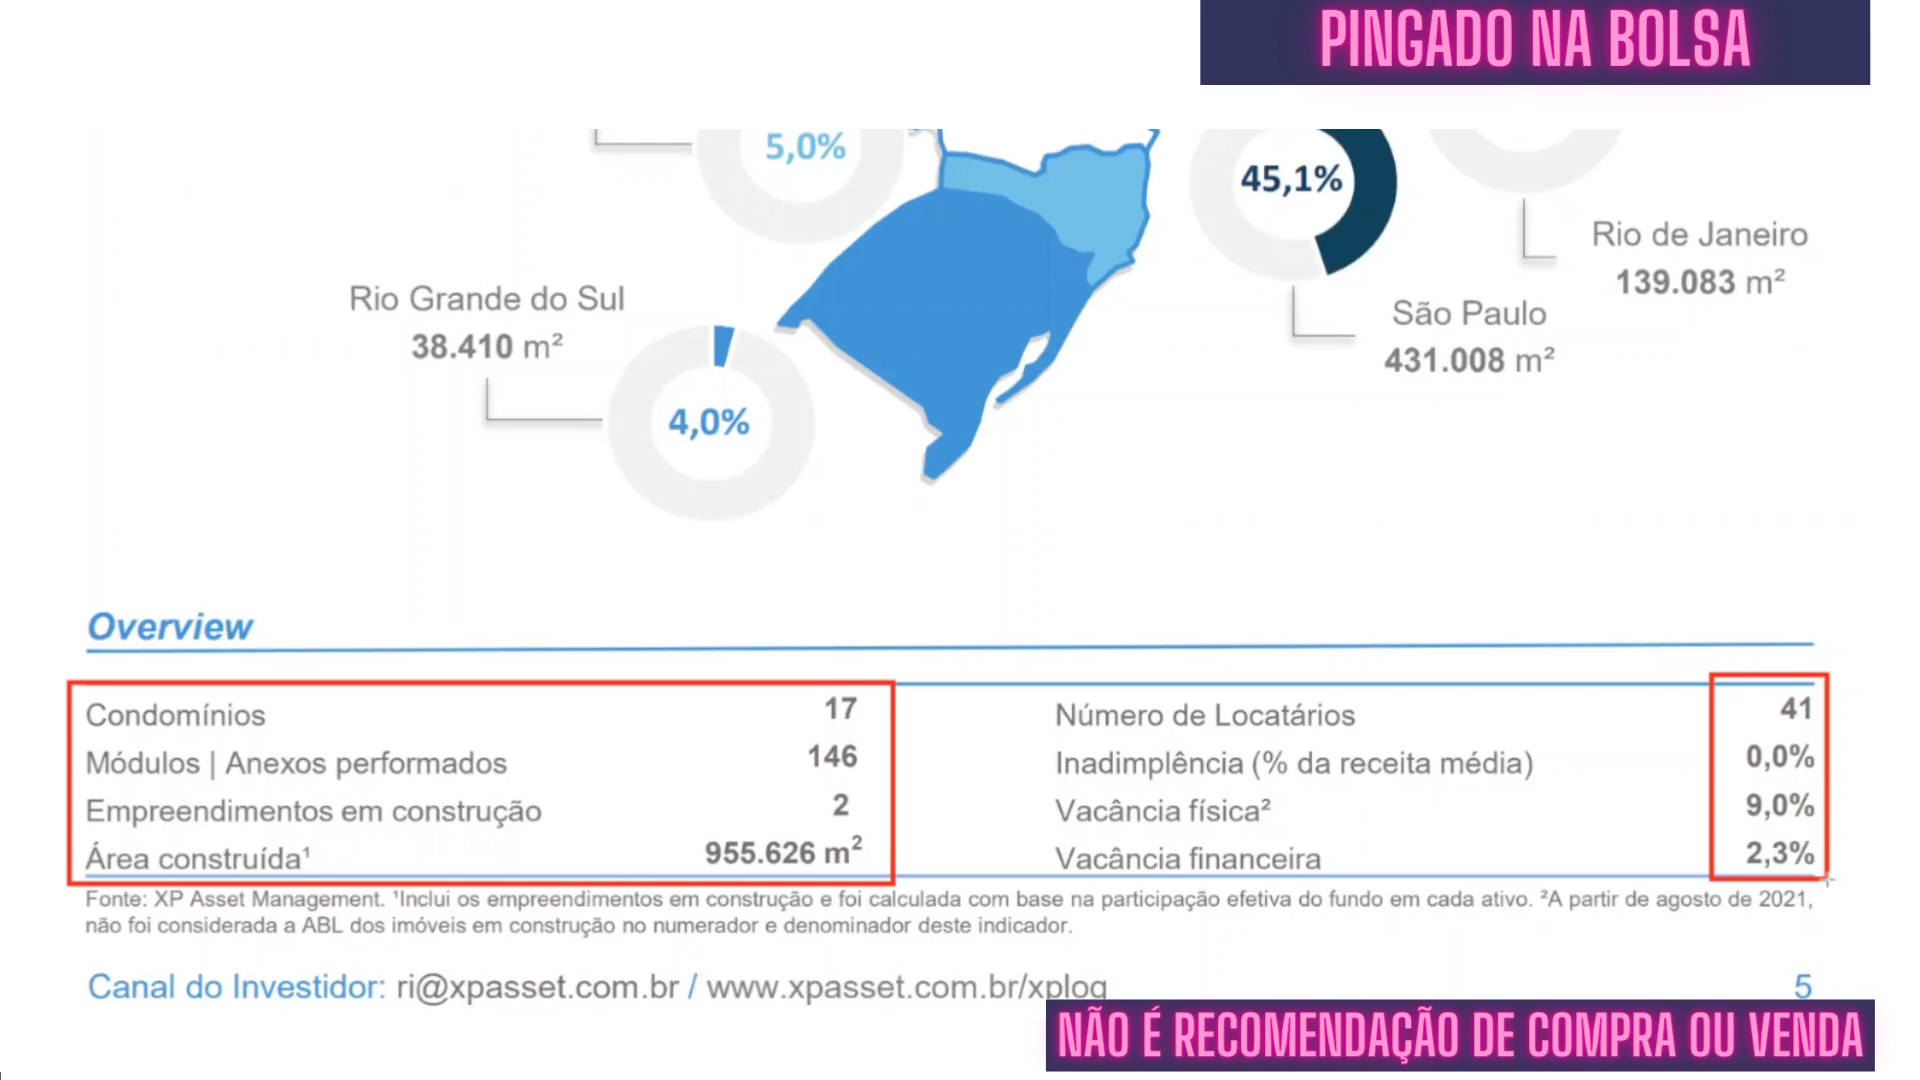 PINGADO NA BOLSA
5,0%
45,1%
Rio de Janeiro
139.083 m²
Rio Grande do Sul
38.410 m²
São Paulo
431.008 m²
4,0%
Overview
Condomínios 17
Módulos | Anexos performados 146
Empreendimentos em construção 2
Área construída¹ 955.626 m²
Número de Locatários 41
Inadimplência (% da receita média) 0,0%
Vacância física² 9,0%
Vacância financeira 2,3%
Fonte: XP Asset Management. ¹Inclui os empreendimentos em construção e foi calculada com base na participação efetiva do fundo em cada ativo. ²A partir de agosto de 2021,
não foi considerada a ABL dos imóveis em construção no numerador e denominador deste indicador.
Canal do Investidor: ri@xpasset.com.br / www.xpasset.com.br/xplog
5
NÃO É RECOMENDAÇÃO DE COMPRA OU VENDA